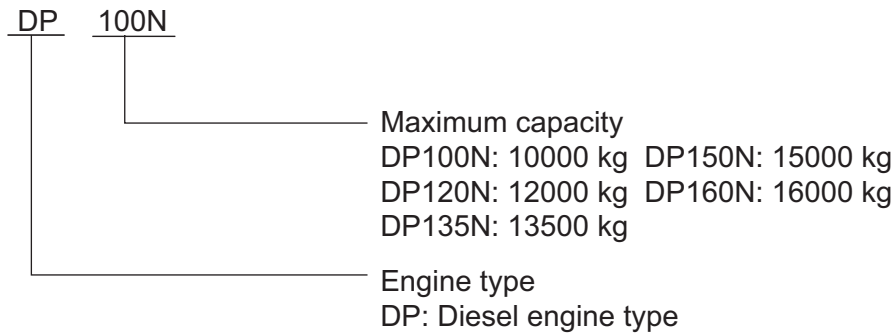 DP 100N
Maximum capacity
DP100N: 10000 kg DP150N: 15000 kg
DP120N: 12000 kg DP160N: 16000 kg
DP135N: 13500 kg
Engine type
DP: Diesel engine type